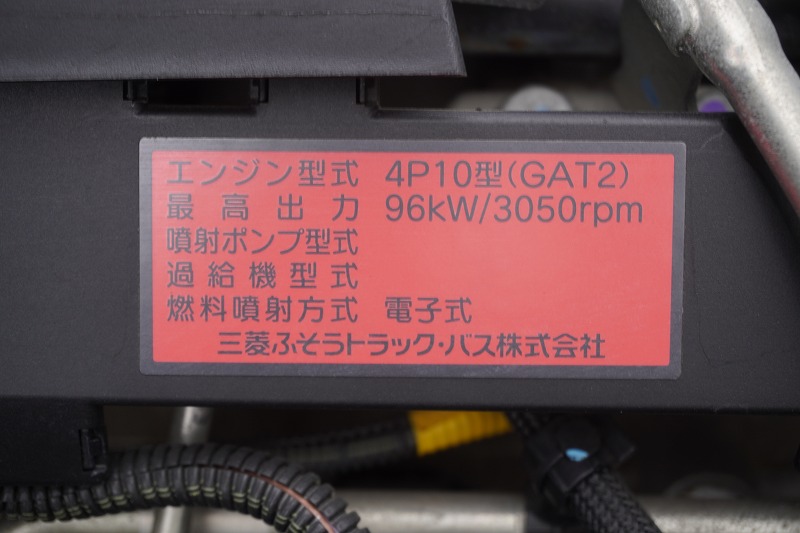 エンジン型式 4P10型(GAT2)
最高出力 96kW/3050rpm
噴射ポンプ型式
過給機型式
燃料噴射方式 電子式
三菱ふそうトラック・バス株式会社